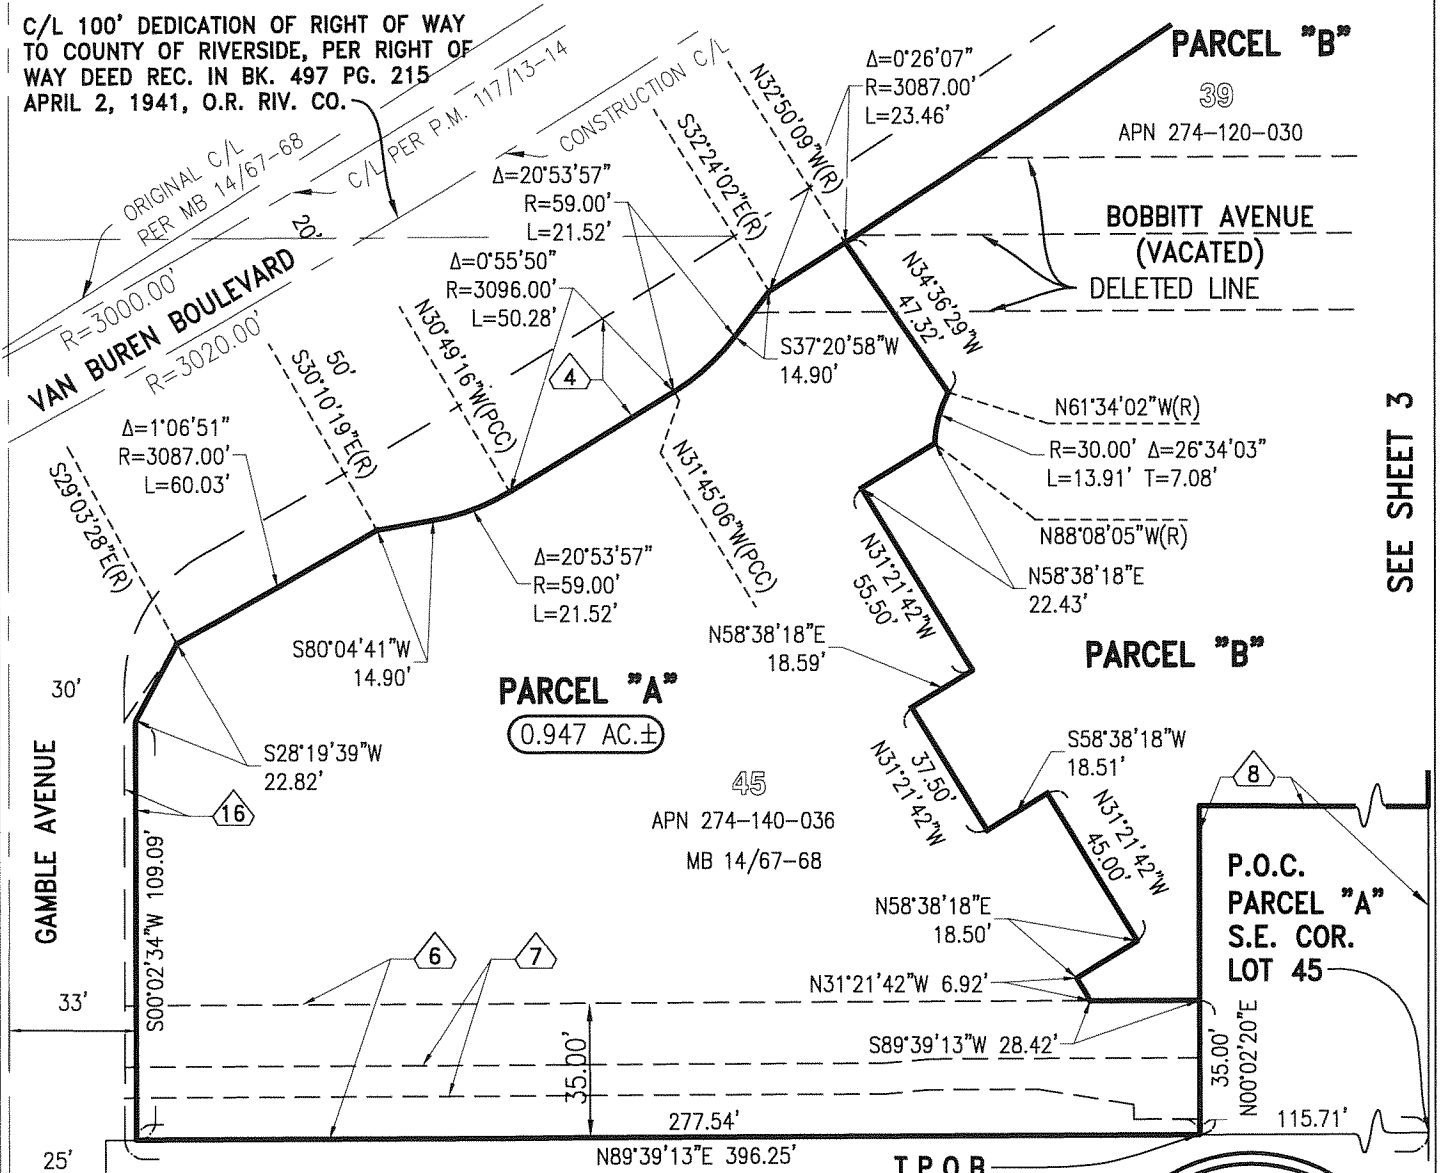 C/L 100' DEDICATION OF RIGHT OF WAY
TO COUNTY OF RIVERSIDE, PER RIGHT OF
WAY DEED REC. IN BK. 497 PG. 215
APRIL 2, 1941, O.R. RIV. CO.
ORIGINAL C/L
PER MB 14/67-68
C/L PER P.M. 117/13-14
CONSTRUCTION C/L
20'
R=3000.00'
VAN BUREN BOULEVARD
R=3020.00'
50'
N32°50'09"W(R)
S32°24'02"E(R)
Δ=0°26'07"
R=3087.00'
L=23.46'
PARCEL "B"
39
APN 274-120-030
BOBBITT AVENUE
(VACATED)
DELETED LINE
Δ=20°53'57"
R=59.00'
L=21.52'
Δ=0°55'50"
R=3096.00'
L=50.28'
N30°49'16"W(PCC)
S30°10'19"E(R)
4
S37°20'58"W
14.90'
N34°36'29"W
47.32'
N61°34'02"W(R)
R=30.00' Δ=26°34'03"
L=13.91' T=7.08'
N88°08'05"W(R)
N58°38'18"E
22.43'
SEE SHEET 3
Δ=1°06'51"
R=3087.00'
L=60.03'
S29°03'28"E(R)
N31°45'06"W(PCC)
Δ=20°53'57"
R=59.00'
L=21.52'
S80°04'41"W
14.90'
N31°21'42"W
55.50'
N58°38'18"E
18.59'
PARCEL "B"
PARCEL "A"
0.947 AC.±
30'
S28°19'39"W
22.82'
45
APN 274-140-036
MB 14/67-68
37.50'
N31°21'42"W
S58°38'18"W
18.51'
N31°21'42"W
45.00'
8
16
GAMBLE AVENUE
S00°02'34"W 109.09'
P.O.C.
PARCEL "A"
S.E. COR.
LOT 45
N58°38'18"E
18.50'
6
7
N31°21'42"W 6.92'
33'
S89°39'13"W 28.42'
35.00'
35.00'
N00°02'20"E
277.54'
115.71'
N89°39'13"E 396.25'
25'
T.P.O.B.